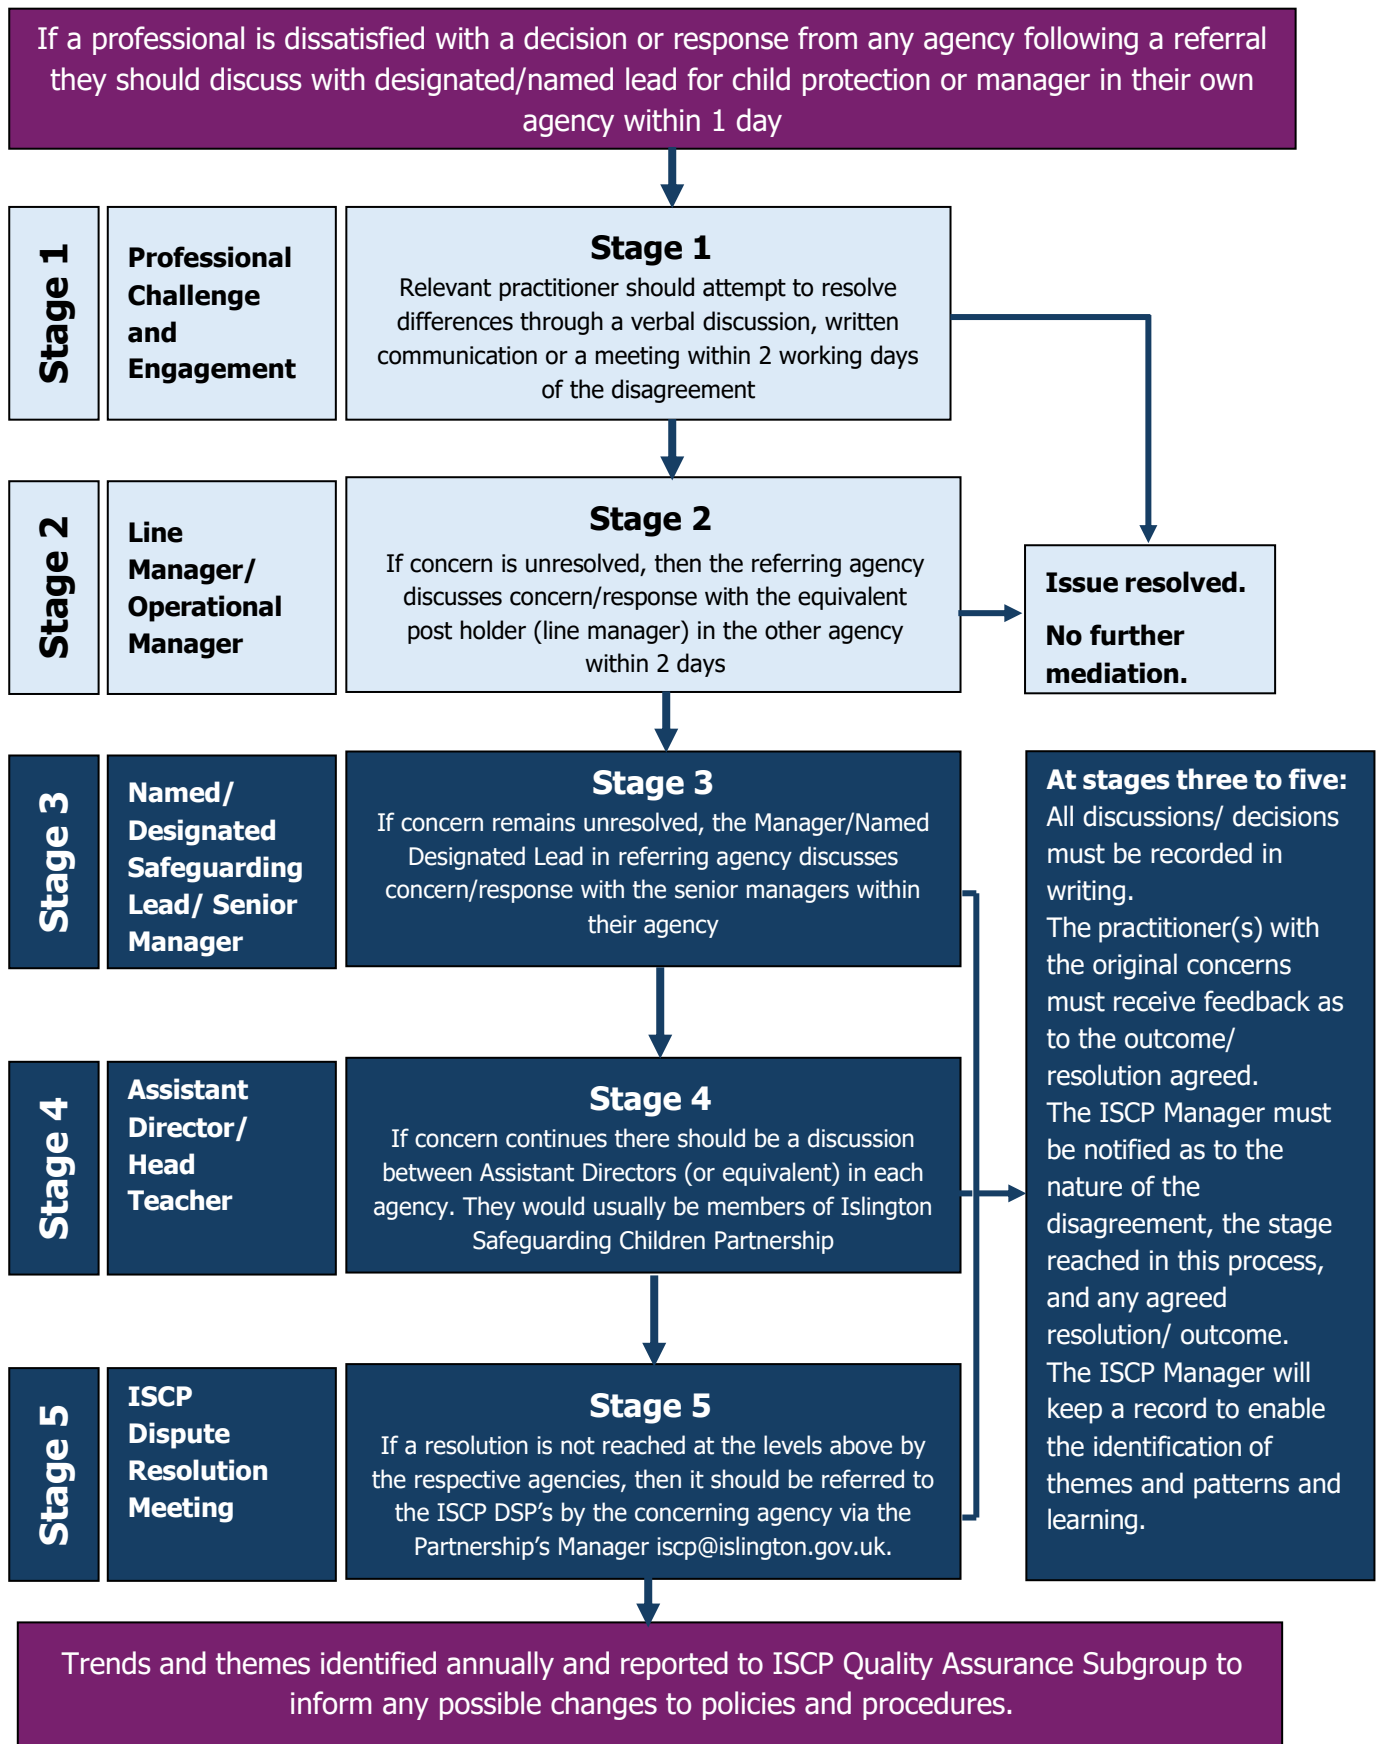 If a professional is dissatisfied with a decision or response from any agency following a referral
they should discuss with designated/named lead for child protection or manager in their own
agency within 1 day
Stage 1
Professional
Challenge
and
Engagement
Stage 1
Relevant practitioner should attempt to resolve
differences through a verbal discussion, written
communication or a meeting within 2 working days
of the disagreement
Stage 2
Line
Manager/
Operational
Manager
Stage 2
If concern is unresolved, then the referring agency
discusses concern/response with the equivalent
post holder (line manager) in the other agency
within 2 days
Issue resolved.
No further
mediation.
Stage 3
Named/
Designated
Safeguarding
Lead/ Senior
Manager
Stage 3
If concern remains unresolved, the Manager/Named
Designated Lead in referring agency discusses
concern/response with the senior managers within
their agency
Stage 4
Assistant
Director/
Head
Teacher
Stage 4
If concern continues there should be a discussion
between Assistant Directors (or equivalent) in each
agency. They would usually be members of Islington
Safeguarding Children Partnership
Stage 5
ISCP
Dispute
Resolution
Meeting
Stage 5
If a resolution is not reached at the levels above by
the respective agencies, then it should be referred to
the ISCP DSP's by the concerning agency via the
Partnership's Manager iscp@islington.gov.uk.
At stages three to five:
All discussions/ decisions
must be recorded in
writing.
The practitioner(s) with
the original concerns
must receive feedback as
to the outcome/
resolution agreed.
The ISCP Manager must
be notified as to the
nature of the
disagreement, the stage
reached in this process,
and any agreed
resolution/ outcome.
The ISCP Manager will
keep a record to enable
the identification of
themes and patterns and
learning.
Trends and themes identified annually and reported to ISCP Quality Assurance Subgroup to
inform any possible changes to policies and procedures.